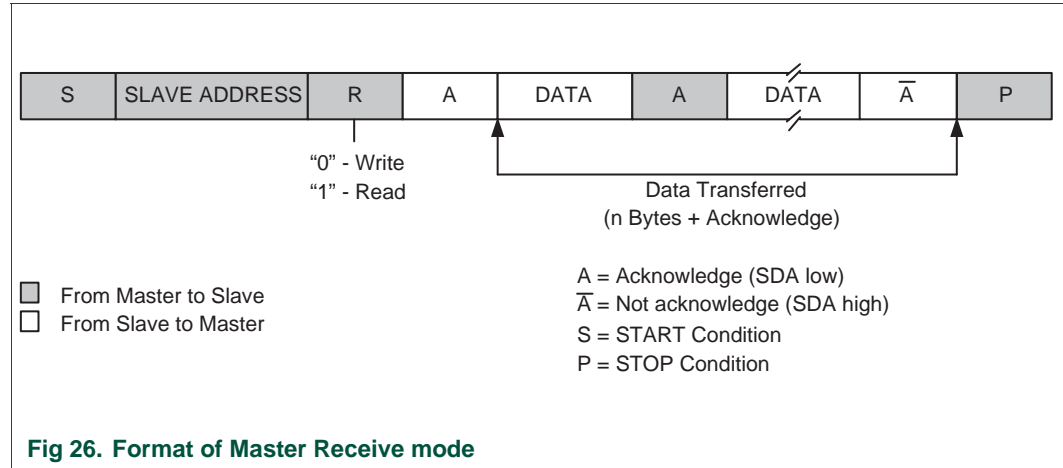 S SLAVE ADDRESS R A DATA A DATA A̅ P
“0” - Write
“1” - Read
Data Transferred
(n Bytes + Acknowledge)
From Master to Slave
From Slave to Master
A = Acknowledge (SDA low)
A̅ = Not acknowledge (SDA high)
S = START Condition
P = STOP Condition
Fig 26. Format of Master Receive mode